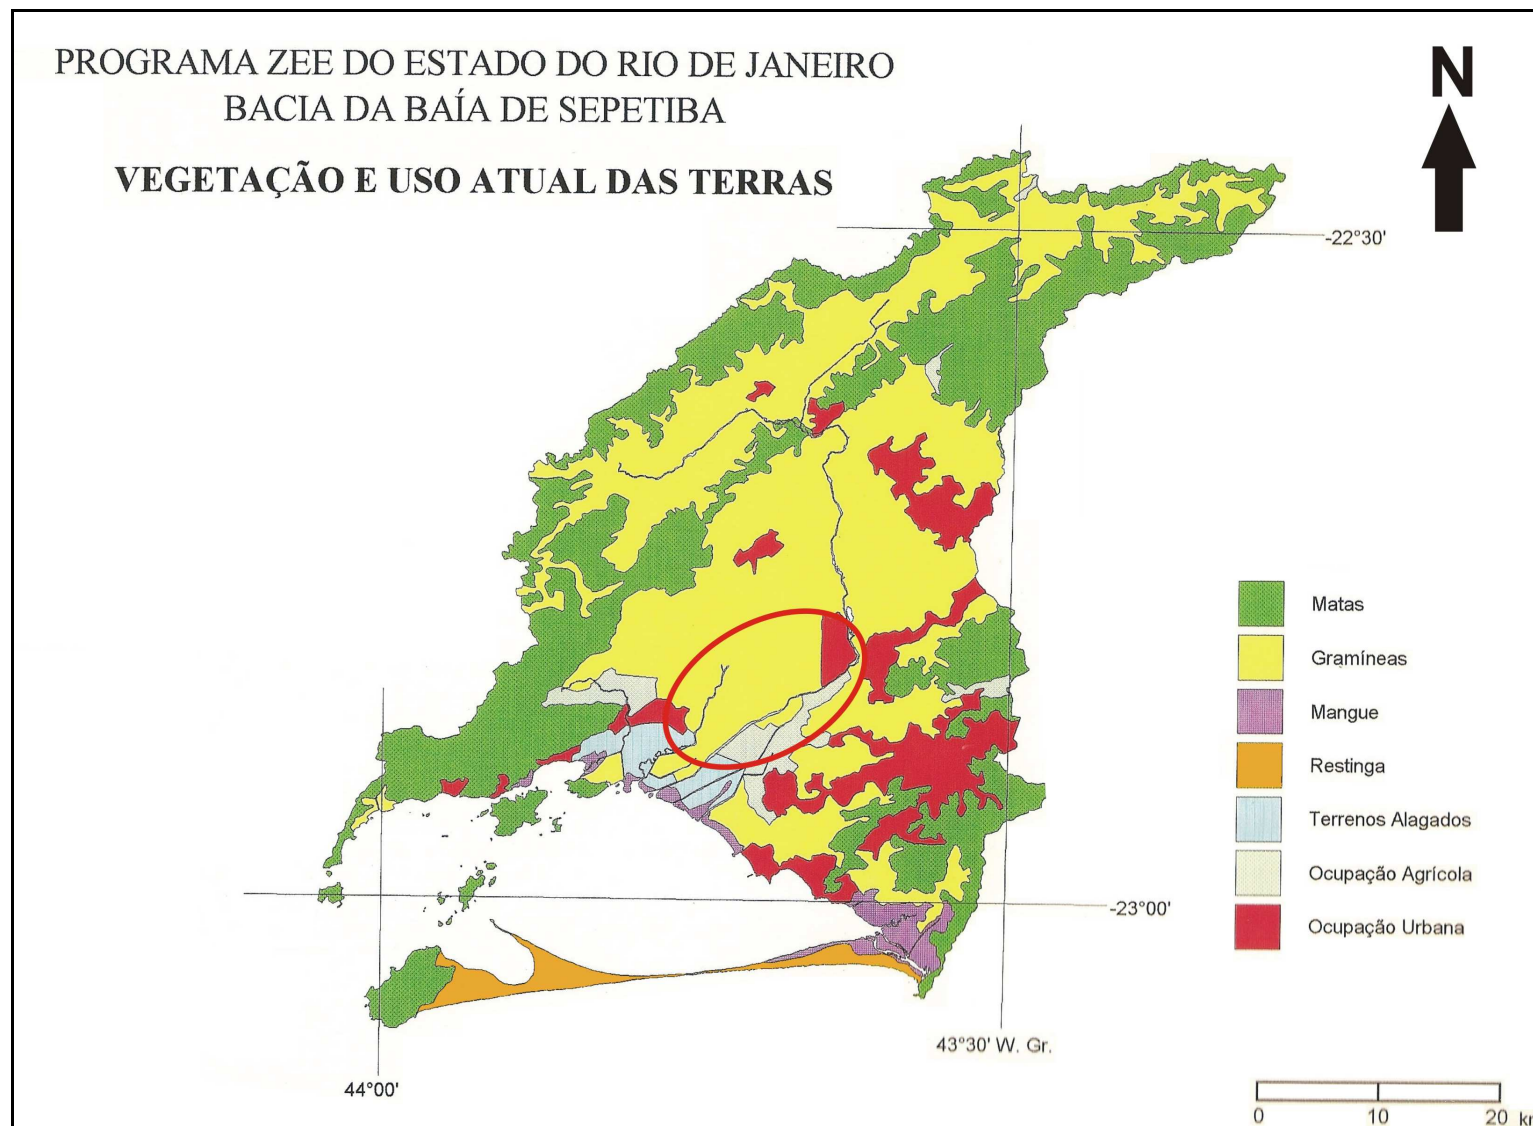 PROGRAMA ZEE DO ESTADO DO RIO DE JANEIRO
BACIA DA BAÍA DE SEPETIBA
VEGETAÇÃO E USO ATUAL DAS TERRAS
N
-22°30'
Matas
Gramíneas
Mangue
Restinga
Terrenos Alagados
Ocupação Agrícola
Ocupação Urbana
-23°00'
43°30' W. Gr.
44°00'
0 10 20 km